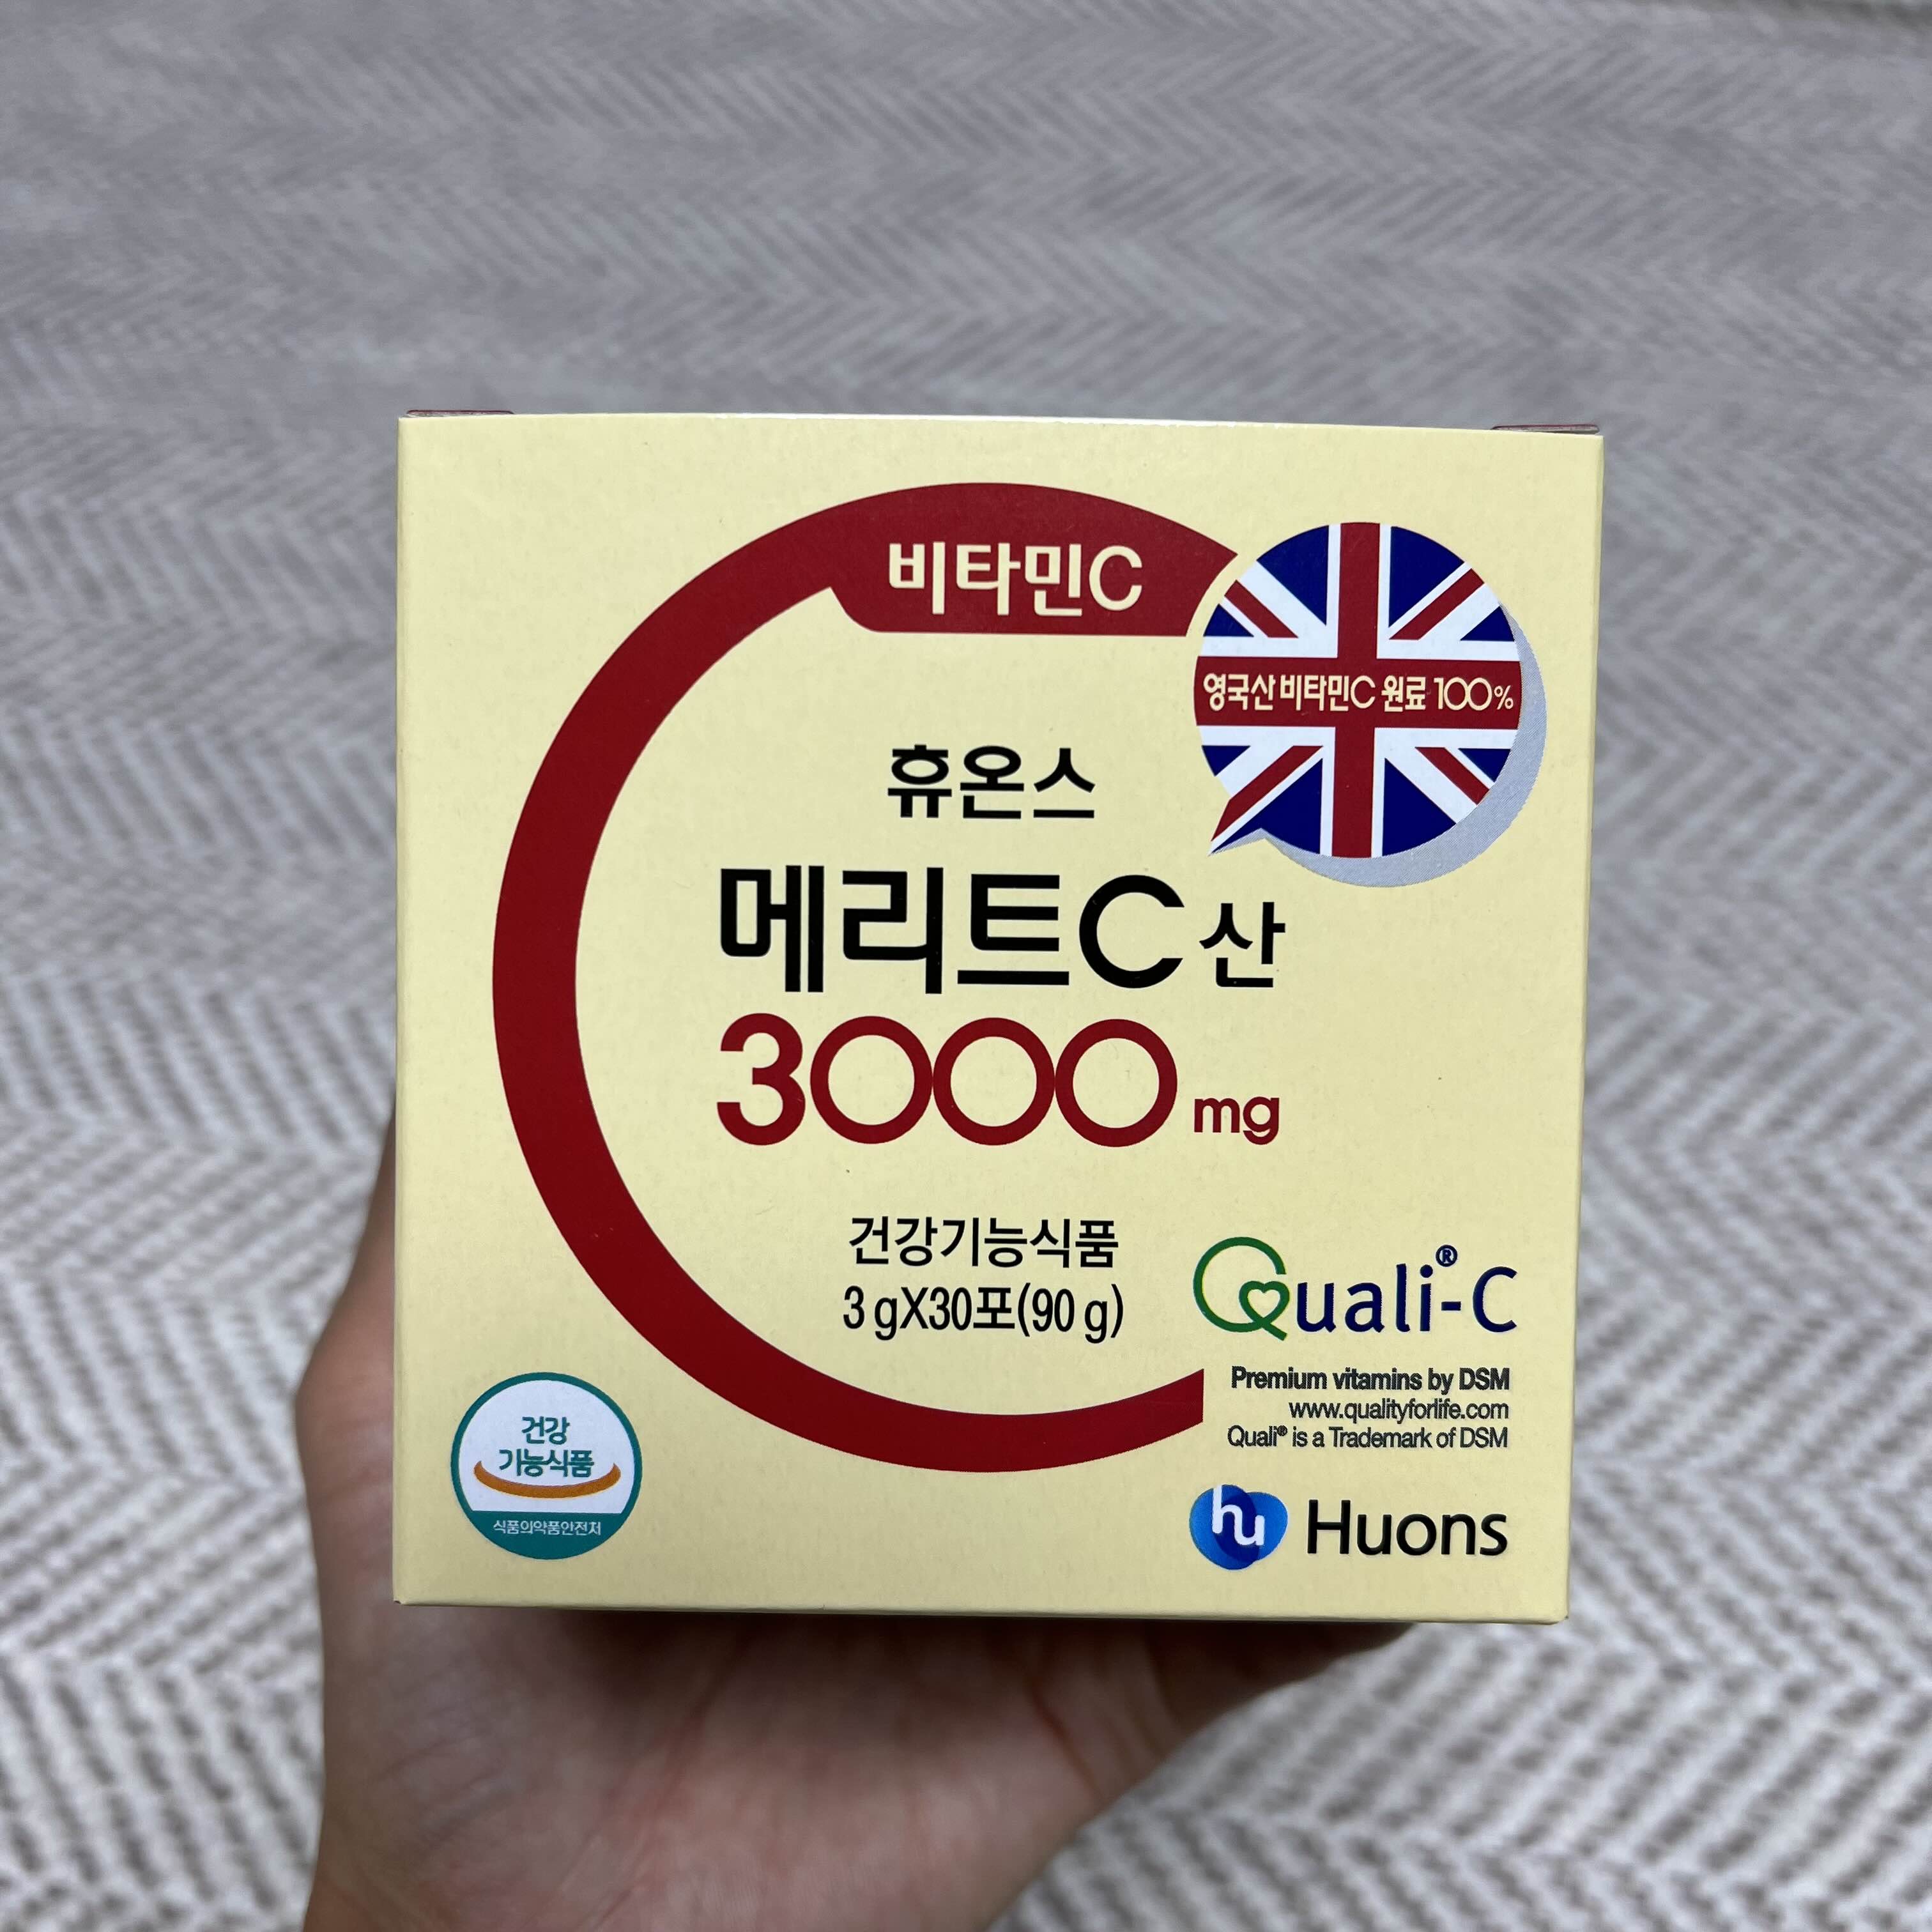 비타민C
영국산 비타민C 원료 100%
휴온스
메리트C 산
3000 mg
건강기능식품
3 gX30포(90 g)
Quali®-C
Premium vitamins by DSM
www.qualityforlife.com
Quali® is a Trademark of DSM
건강
기능식품
식품의약품안전처
hu Huons